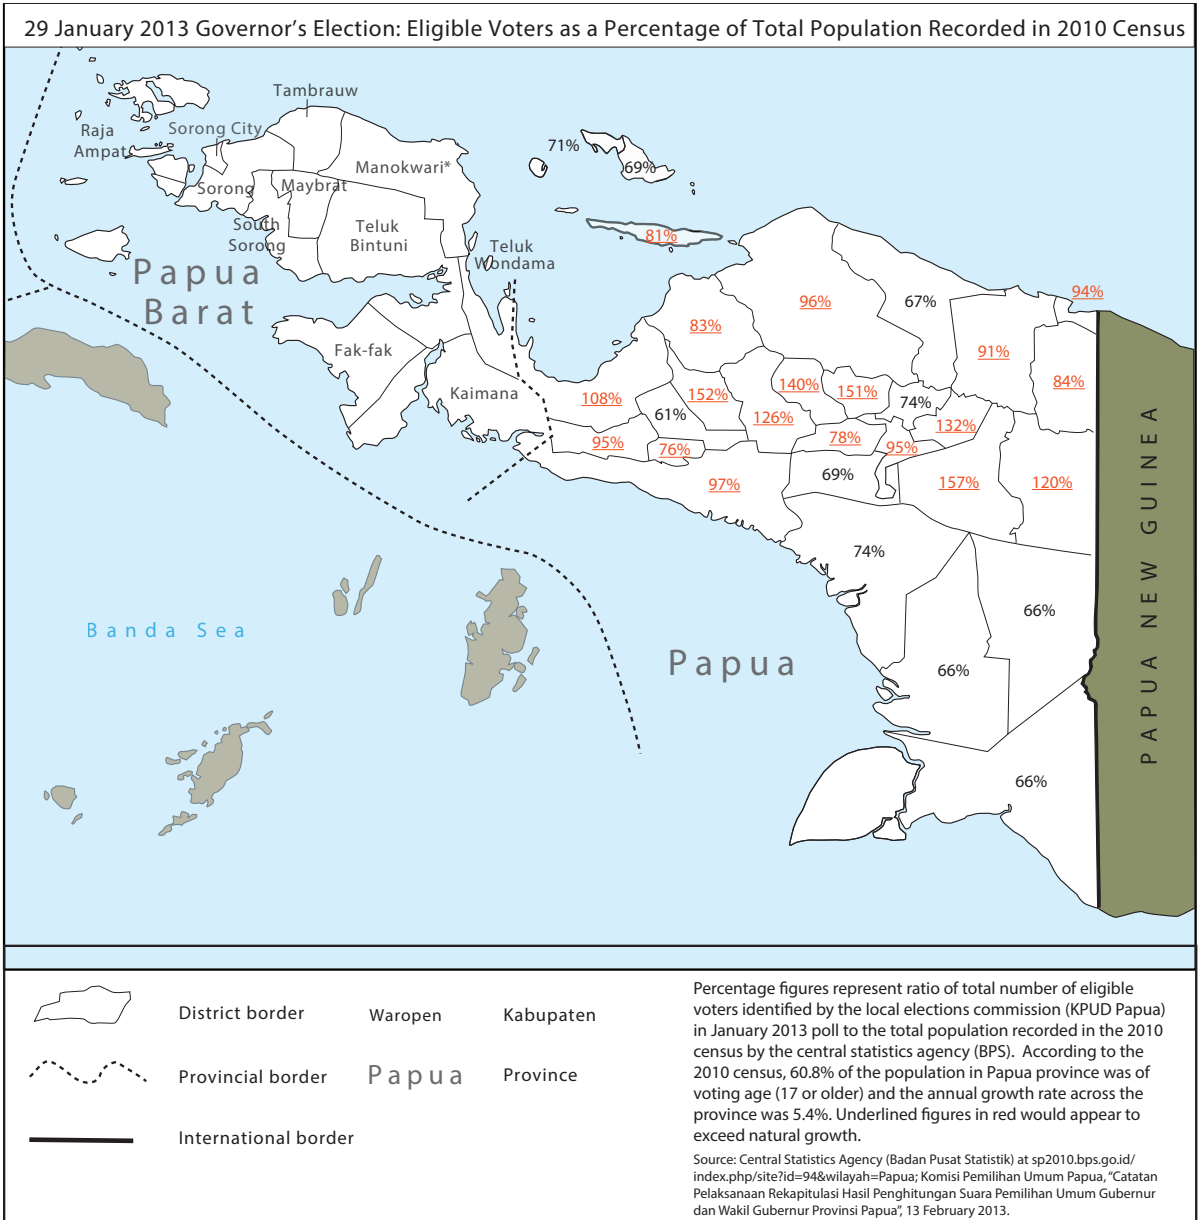 29 January 2013 Governor’s Election: Eligible Voters as a Percentage of Total Population Recorded in 2010 Census
Tambrauw
Raja
Ampat
Sorong City
Manokwari*
Sorong
Maybrat
South
Sorong
Teluk
Bintuni
Teluk
Wondama
Papua
Barat
Fak-fak
Kaimana
71%
69%
81%
96%
67%
94%
83%
91%
84%
108%
152%
140%
151%
74%
61%
126%
132%
95%
76%
78%
95%
97%
69%
157%
120%
74%
66%
66%
66%
Banda Sea
Papua
PAPUA NEW GUINEA
District border
Waropen
Kabupaten
Provincial border
Papua
Province
International border
Percentage figures represent ratio of total number of eligible
voters identified by the local elections commission (KPUD Papua)
in January 2013 poll to the total population recorded in the 2010
census by the central statistics agency (BPS). According to the
2010 census, 60.8% of the population in Papua province was of
voting age (17 or older) and the annual growth rate across the
province was 5.4%. Underlined figures in red would appear to
exceed natural growth.
Source: Central Statistics Agency (Badan Pusat Statistik) at sp2010.bps.go.id/
index.php/site?id=94&wilayah=Papua; Komisi Pemilihan Umum Papua, “Catatan
Pelaksanaan Rekapitulasi Hasil Penghitungan Suara Pemilihan Umum Gubernur
dan Wakil Gubernur Provinsi Papua”, 13 February 2013.